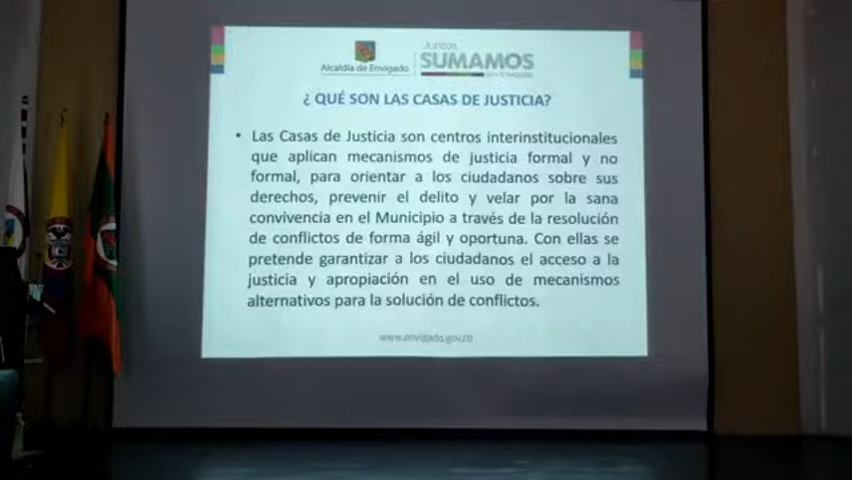 Alcaldía de Envigado
Juntos
SUMAMOS
por Envigado
¿ QUÉ SON LAS CASAS DE JUSTICIA?
• Las Casas de Justicia son centros interinstitucionales
que aplican mecanismos de justicia formal y no
formal, para orientar a los ciudadanos sobre sus
derechos, prevenir el delito y velar por la sana
convivencia en el Municipio a través de la resolución
de conflictos de forma ágil y oportuna. Con ellas se
pretende garantizar a los ciudadanos el acceso a la
justicia y apropiación en el uso de mecanismos
alternativos para la solución de conflictos.
www.envigado.gov.co